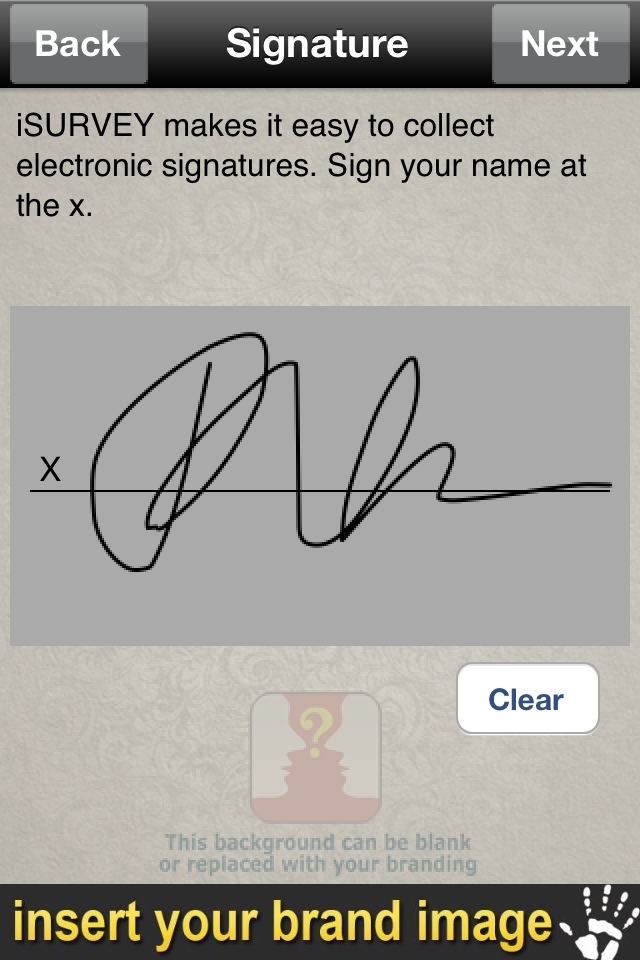 Back Signature Next
iSURVEY makes it easy to collect
electronic signatures. Sign your name at
the x.
X
Clear
?
This background can be blank
or replaced with your branding
insert your brand image